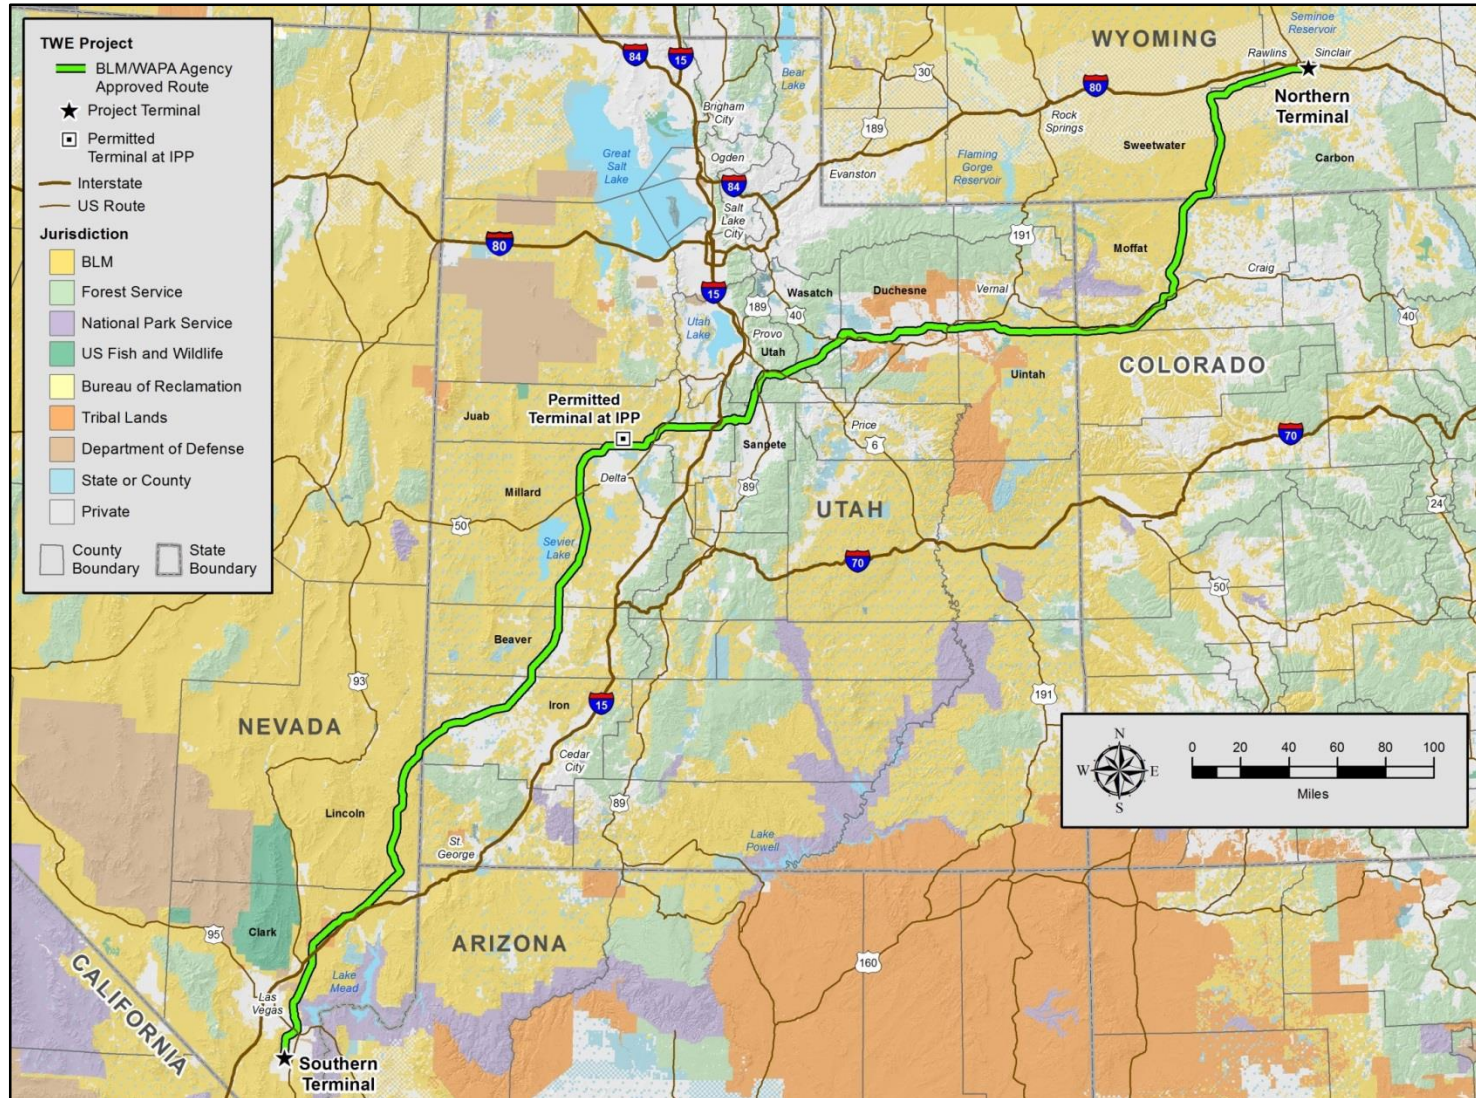 TWE Project
BLM/WAPA Agency
Approved Route
Project Terminal
Permitted
Terminal at IPP
Interstate
US Route
Jurisdiction
BLM
Forest Service
National Park Service
US Fish and Wildlife
Bureau of Reclamation
Tribal Lands
Department of Defense
State or County
Private
County
Boundary
State
Boundary
WYOMING
Seminoe
Reservoir
Rawlins
Sinclair
Northern
Terminal
84
15
30
80
189
Bear
Lake
Brigham
City
Rock
Springs
Sweetwater
Carbon
Great
Salt
Lake
Ogden
84
Evanston
Flaming
Gorge
Reservoir
Salt
Lake
City
80
191
Moffat
Craig
15
Wasatch
Duchesne
Vernal
189
40
40
Utah
Lake
Provo
Utah
COLORADO
Uintah
Permitted
Terminal at IPP
Juab
Price
6
70
Sanpete
Delta
89
Millard
50
UTAH
24
Sevier
Lake
70
50
Beaver
93
191
Iron
15
NEVADA
Cedar
City
N
W
E
S
0
20
40
60
80
100
Miles
89
Lincoln
St.
George
Lake
Powell
Clark
95
ARIZONA
160
CALIFORNIA
Lake
Mead
Las
Vegas
Southern
Terminal